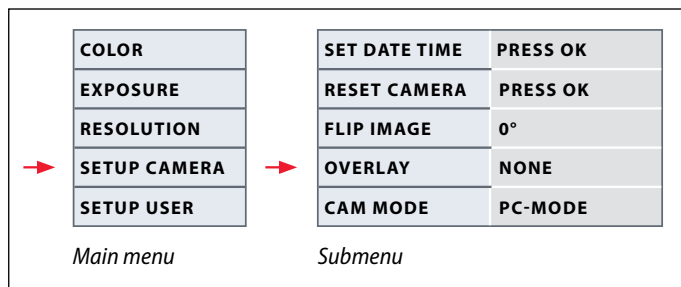 COLOR
EXPOSURE
RESOLUTION
SETUP CAMERA
SETUP USER
Main menu
SET DATE TIME PRESS OK
RESET CAMERA PRESS OK
FLIP IMAGE 0°
OVERLAY NONE
CAM MODE PC-MODE
Submenu